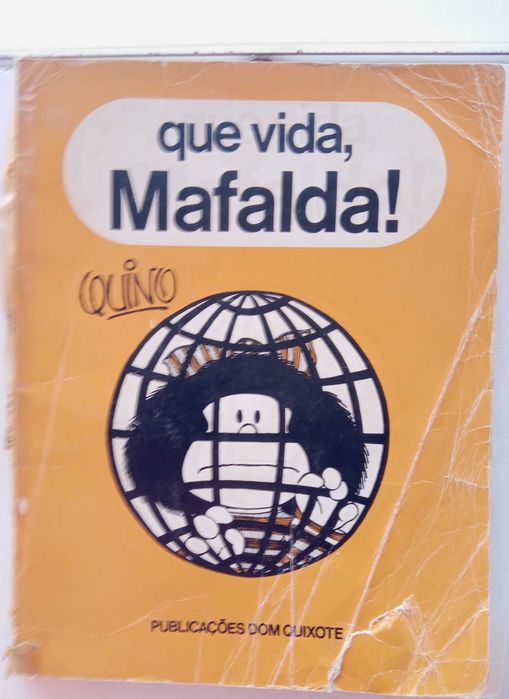 que vida,
Mafalda!
QUINO
PUBLICAÇÕES DOM QUIXOTE